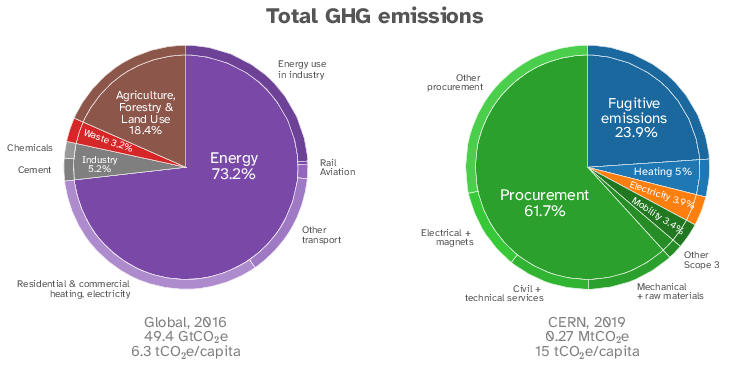 Total GHG emissions
Energy use
in industry
Agriculture,
Forestry &
Land Use
18.4%
Waste 3.2%
Chemicals
Industry
5.2%
Cement
Energy
73.2%
Rail
Aviation
Other
transport
Residential & commercial
heating, electricity
Global, 2016
49.4 GtCO₂e
6.3 tCO₂e/capita
Other
procurement
Fugitive
emissions
23.9%
Heating 5%
Electricity 3.9%
Mobility 3.4%
Procurement
61.7%
Other
Scope 3
Electrical +
magnets
Civil +
technical services
Mechanical
+ raw materials
CERN, 2019
0.27 MtCO₂e
15 tCO₂e/capita